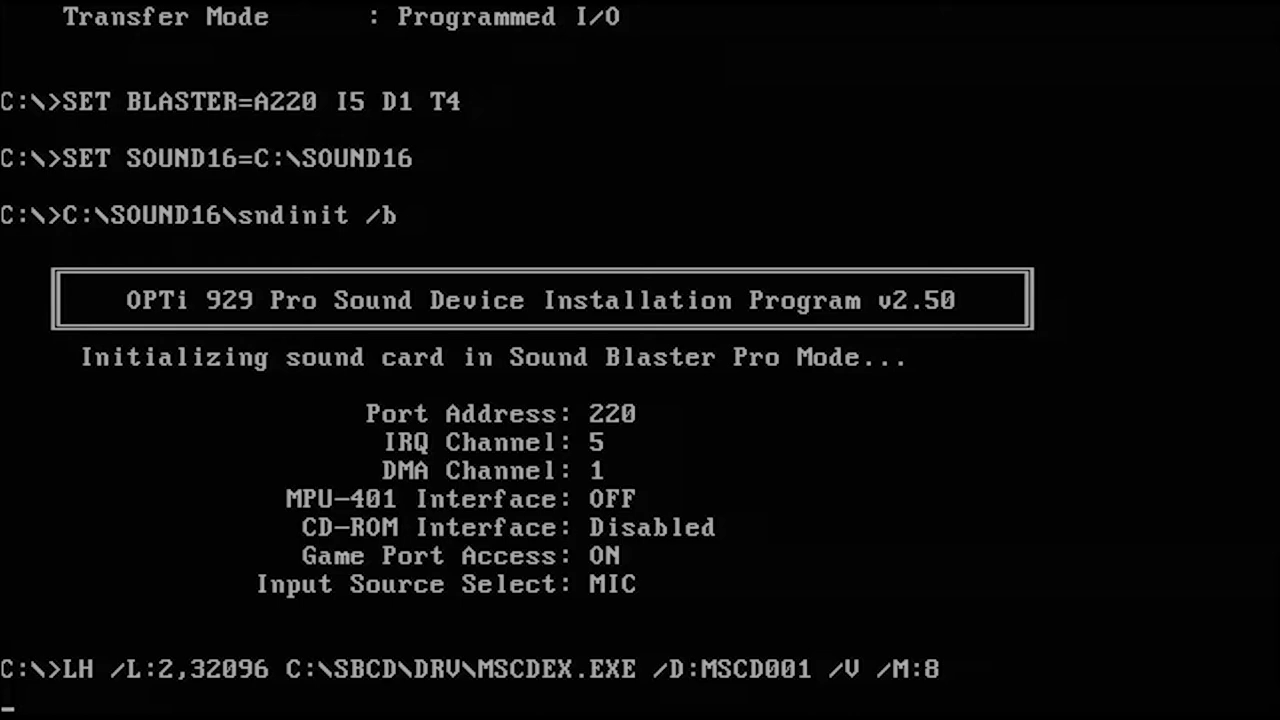 Transfer Mode : Programmed I/O
C:\>SET BLASTER=A220 I5 D1 T4
C:\>SET SOUND16=C:\SOUND16
C:\>C:\SOUND16\sndinit /b
OPTi 929 Pro Sound Device Installation Program v2.50
Initializing sound card in Sound Blaster Pro Mode...
Port Address: 220
IRQ Channel: 5
DMA Channel: 1
MPU-401 Interface: OFF
CD-ROM Interface: Disabled
Game Port Access: ON
Input Source Select: MIC
C:\>LH /L:2,32096 C:\SBCD\DRV\MSCDEX.EXE /D:MSCD001 /V /M:8